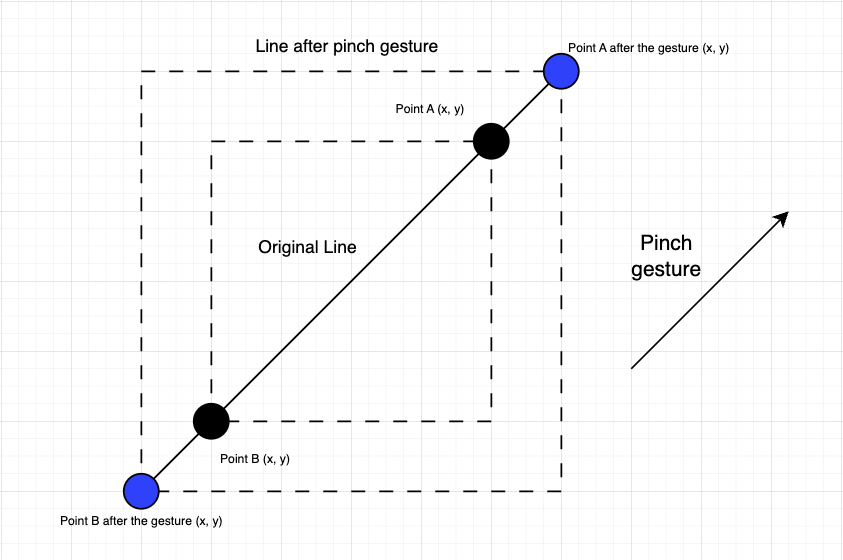 Line after pinch gesture
Point A after the gesture (x, y)
Point A (x, y)
Original Line
Pinch
gesture
Point B (x, y)
Point B after the gesture (x, y)